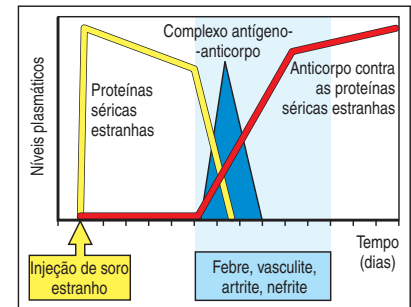 Complexo antígeno-
-anticorpo
Proteínas
séricas
estranhas
Anticorpo contra
as proteínas
séricas estranhas
Níveis plasmáticos
Tempo
(dias)
Injeção de soro
estranho
Febre, vasculite,
artrite, nefrite